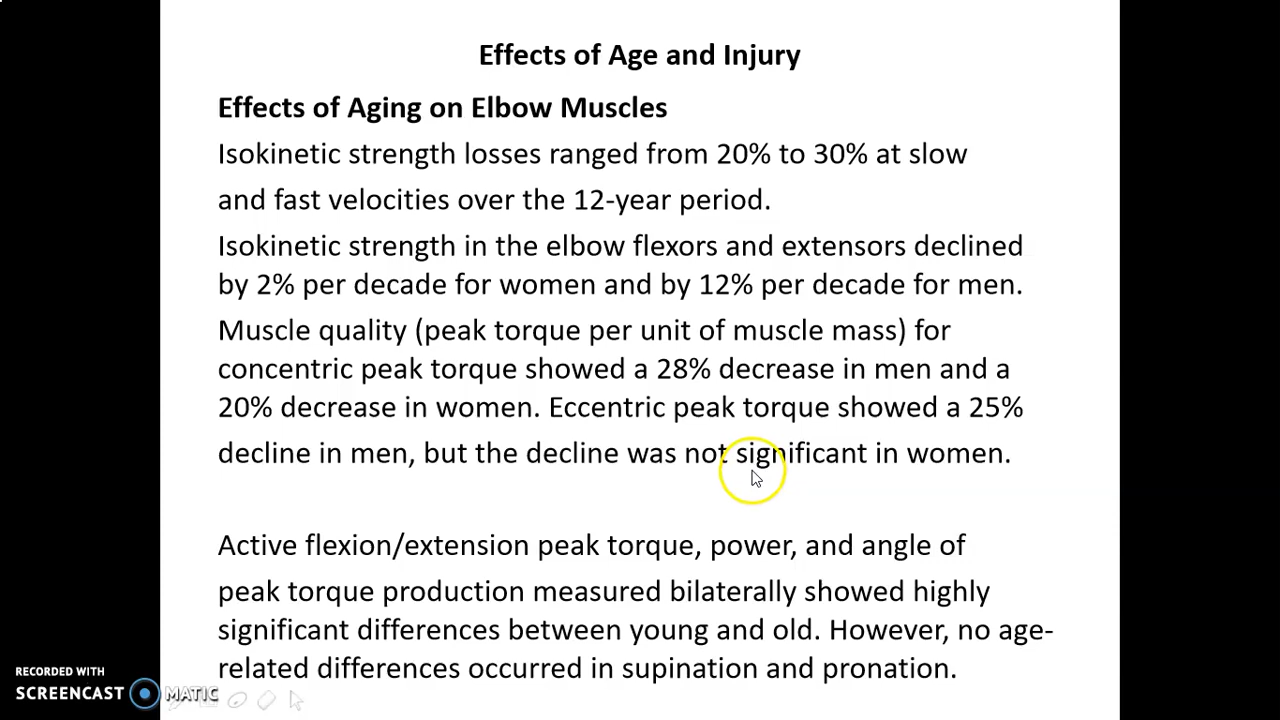 Effects of Age and Injury
Effects of Aging on Elbow Muscles
Isokinetic strength losses ranged from 20% to 30% at slow
and fast velocities over the 12-year period.
Isokinetic strength in the elbow flexors and extensors declined
by 2% per decade for women and by 12% per decade for men.
Muscle quality (peak torque per unit of muscle mass) for
concentric peak torque showed a 28% decrease in men and a
20% decrease in women. Eccentric peak torque showed a 25%
decline in men, but the decline was not significant in women.
Active flexion/extension peak torque, power, and angle of
peak torque production measured bilaterally showed highly
significant differences between young and old. However, no age-
related differences occurred in supination and pronation.
RECORDED WITH
SCREENCAST MATIC